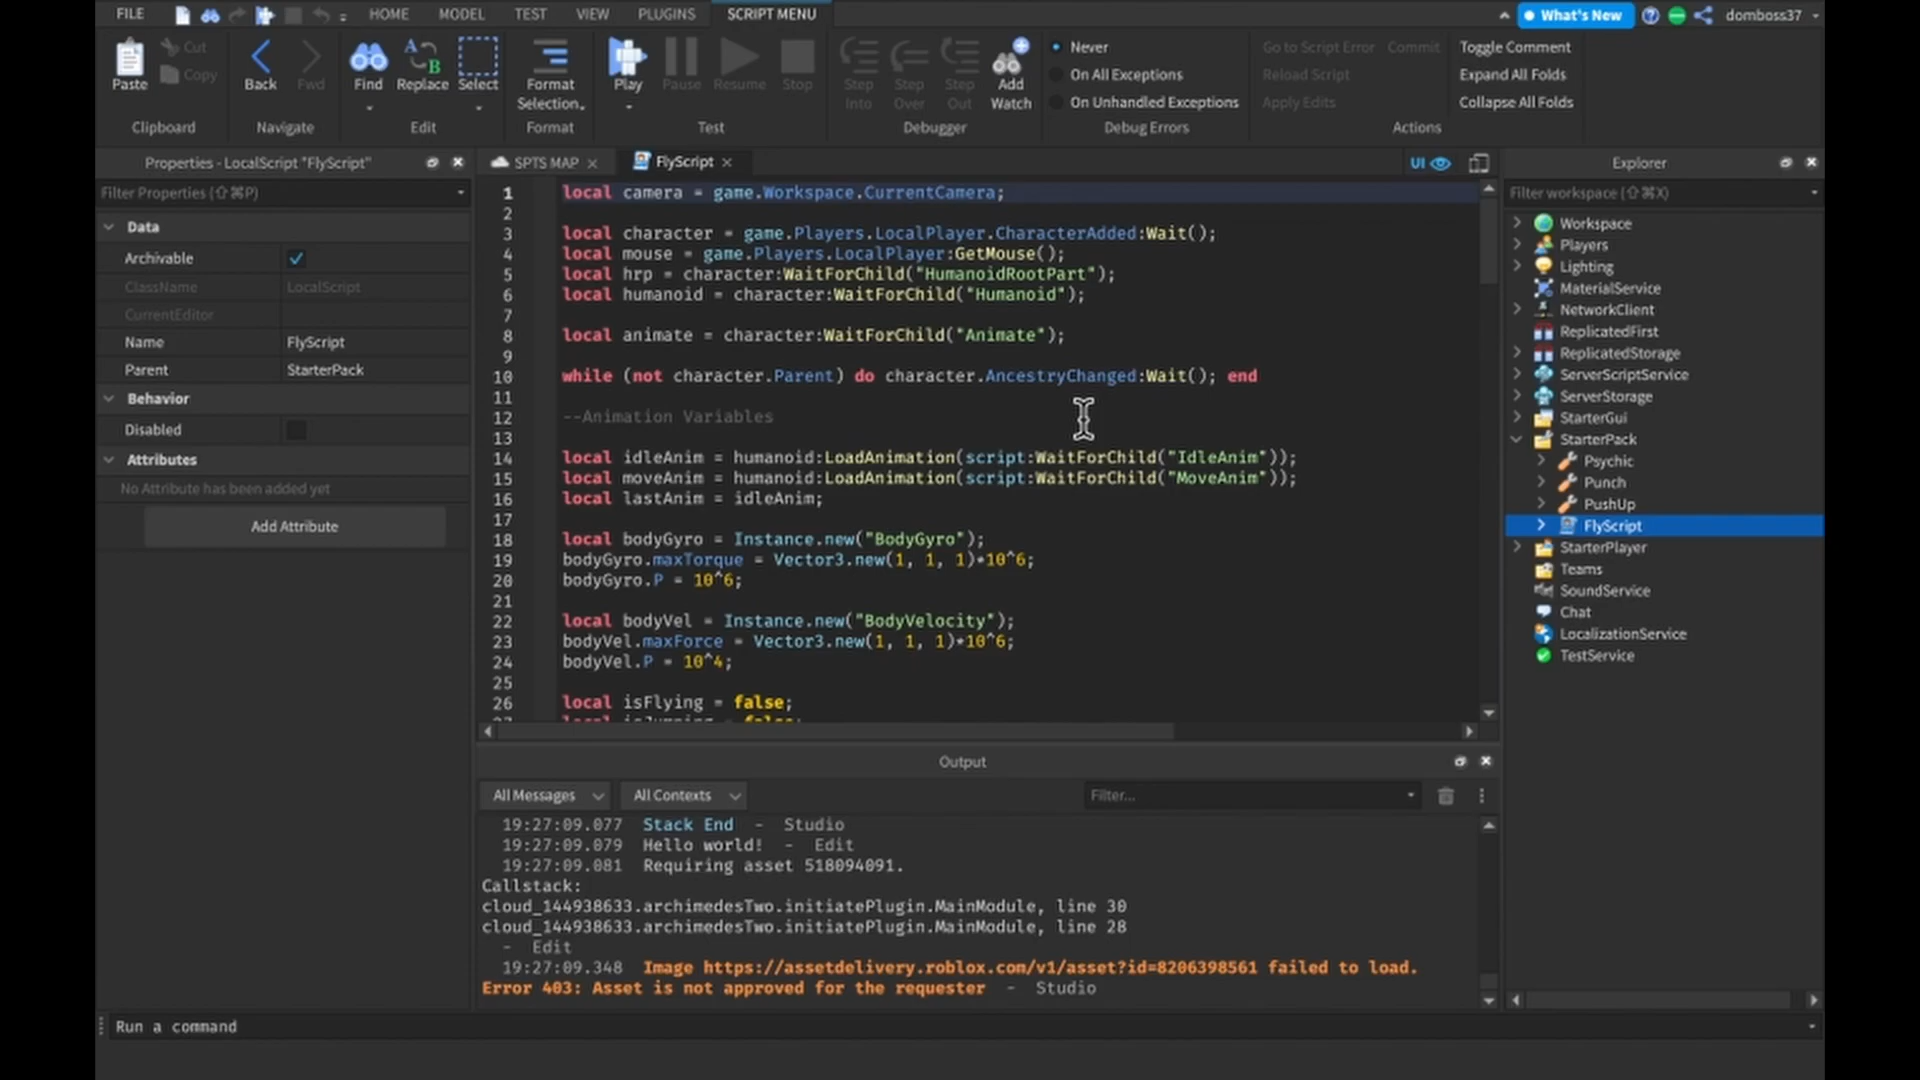 FILE HOME MODEL TEST VIEW PLUGINS SCRIPT MENU What's New domboss37
Paste Cut Copy
Clipboard
Back Fwd
Navigate
Find Replace Select
Edit
Format Selection
Format
Play Pause Resume Stop
Test
Step Into Step Over Step Out Add Watch
Debugger
Never
On All Exceptions
On Unhandled Exceptions
Debug Errors
Go to Script Error Commit Toggle Comment
Reload Script Expand All Folds
Apply Edits Collapse All Folds
Actions
Properties - LocalScript "FlyScript"
Filter Properties (⇧⌘P)
Data
Archivable
ClassName LocalScript
CurrentEditor
Name FlyScript
Parent StarterPack
Behavior
Disabled
Attributes
No Attribute has been added yet
Add Attribute
SPTS MAP FlyScript UI
1 local camera = game.Workspace.CurrentCamera;
2
3 local character = game.Players.LocalPlayer.CharacterAdded:Wait();
4 local mouse = game.Players.LocalPlayer:GetMouse();
5 local hrp = character:WaitForChild("HumanoidRootPart");
6 local humanoid = character:WaitForChild("Humanoid");
7
8 local animate = character:WaitForChild("Animate");
9
10 while (not character.Parent) do character.AncestryChanged:Wait(); end
11
12 --Animation Variables
13
14 local idleAnim = humanoid:LoadAnimation(script:WaitForChild("IdleAnim"));
15 local moveAnim = humanoid:LoadAnimation(script:WaitForChild("MoveAnim"));
16 local lastAnim = idleAnim;
17
18 local bodyGyro = Instance.new("BodyGyro");
19 bodyGyro.maxTorque = Vector3.new(1, 1, 1)*10^6;
20 bodyGyro.P = 10^6;
21
22 local bodyVel = Instance.new("BodyVelocity");
23 bodyVel.maxForce = Vector3.new(1, 1, 1)*10^6;
24 bodyVel.P = 10^4;
25
26 local isFlying = false;
Output
All Messages All Contexts Filter...
19:27:09.077 Stack End - Studio
19:27:09.079 Hello world! - Edit
19:27:09.081 Requiring asset 518094091.
Callstack:
cloud_144938633.archimedesTwo.initiatePlugin.MainModule, line 30
cloud_144938633.archimedesTwo.initiatePlugin.MainModule, line 28
- Edit
19:27:09.348 Image https://assetdelivery.roblox.com/v1/asset?id=8206398561 failed to load.
Error 403: Asset is not approved for the requester - Studio
Explorer
Filter workspace (⇧⌘X)
Workspace
Players
Lighting
MaterialService
NetworkClient
ReplicatedFirst
ReplicatedStorage
ServerScriptService
ServerStorage
StarterGui
StarterPack
Psychic
Punch
PushUp
FlyScript
StarterPlayer
Teams
SoundService
Chat
LocalizationService
TestService
Run a command